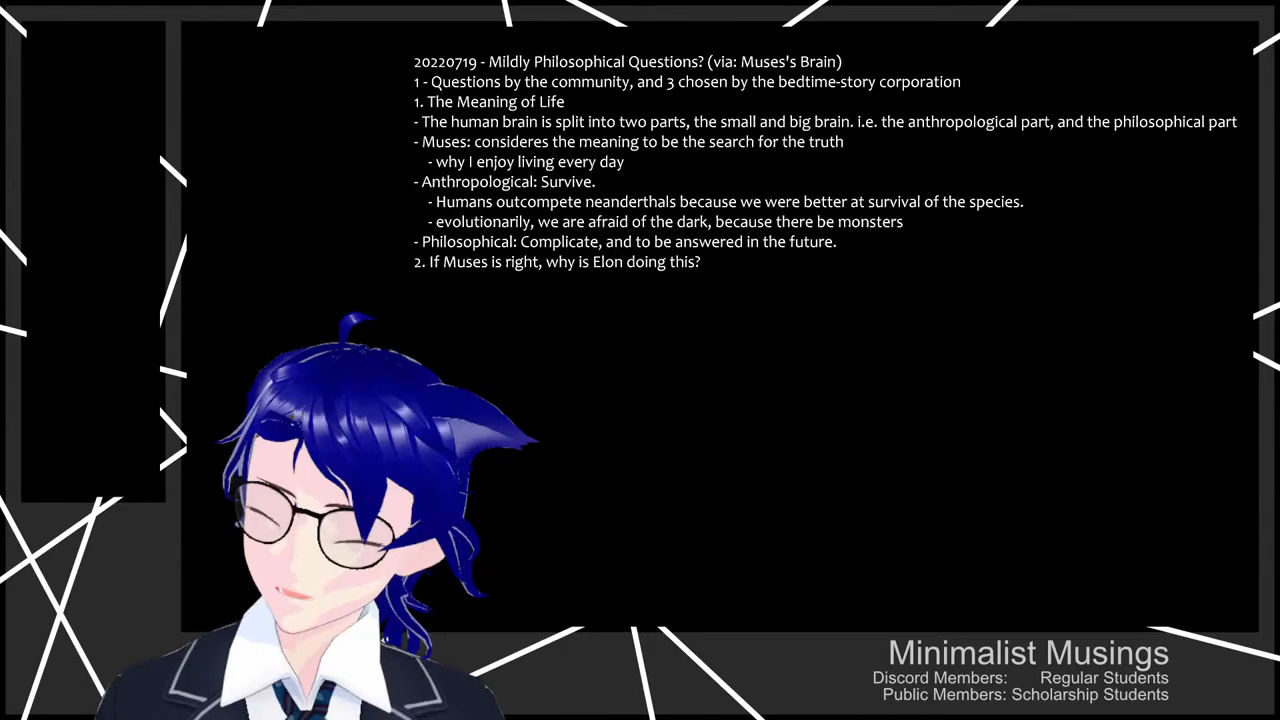 20220719 - Mildly Philosophical Questions? (via: Muses's Brain)
1 - Questions by the community, and 3 chosen by the bedtime-story corporation
1. The Meaning of Life
- The human brain is split into two parts, the small and big brain. i.e. the anthropological part, and the philosophical part
- Muses: consideres the meaning to be the search for the truth
- why I enjoy living every day
- Anthropological: Survive.
- Humans outcompete neanderthals because we were better at survival of the species.
- evolutionarily, we are afraid of the dark, because there be monsters
- Philosophical: Complicate, and to be answered in the future.
2. If Muses is right, why is Elon doing this?
Minimalist Musings
Discord Members: Regular Students
Public Members: Scholarship Students